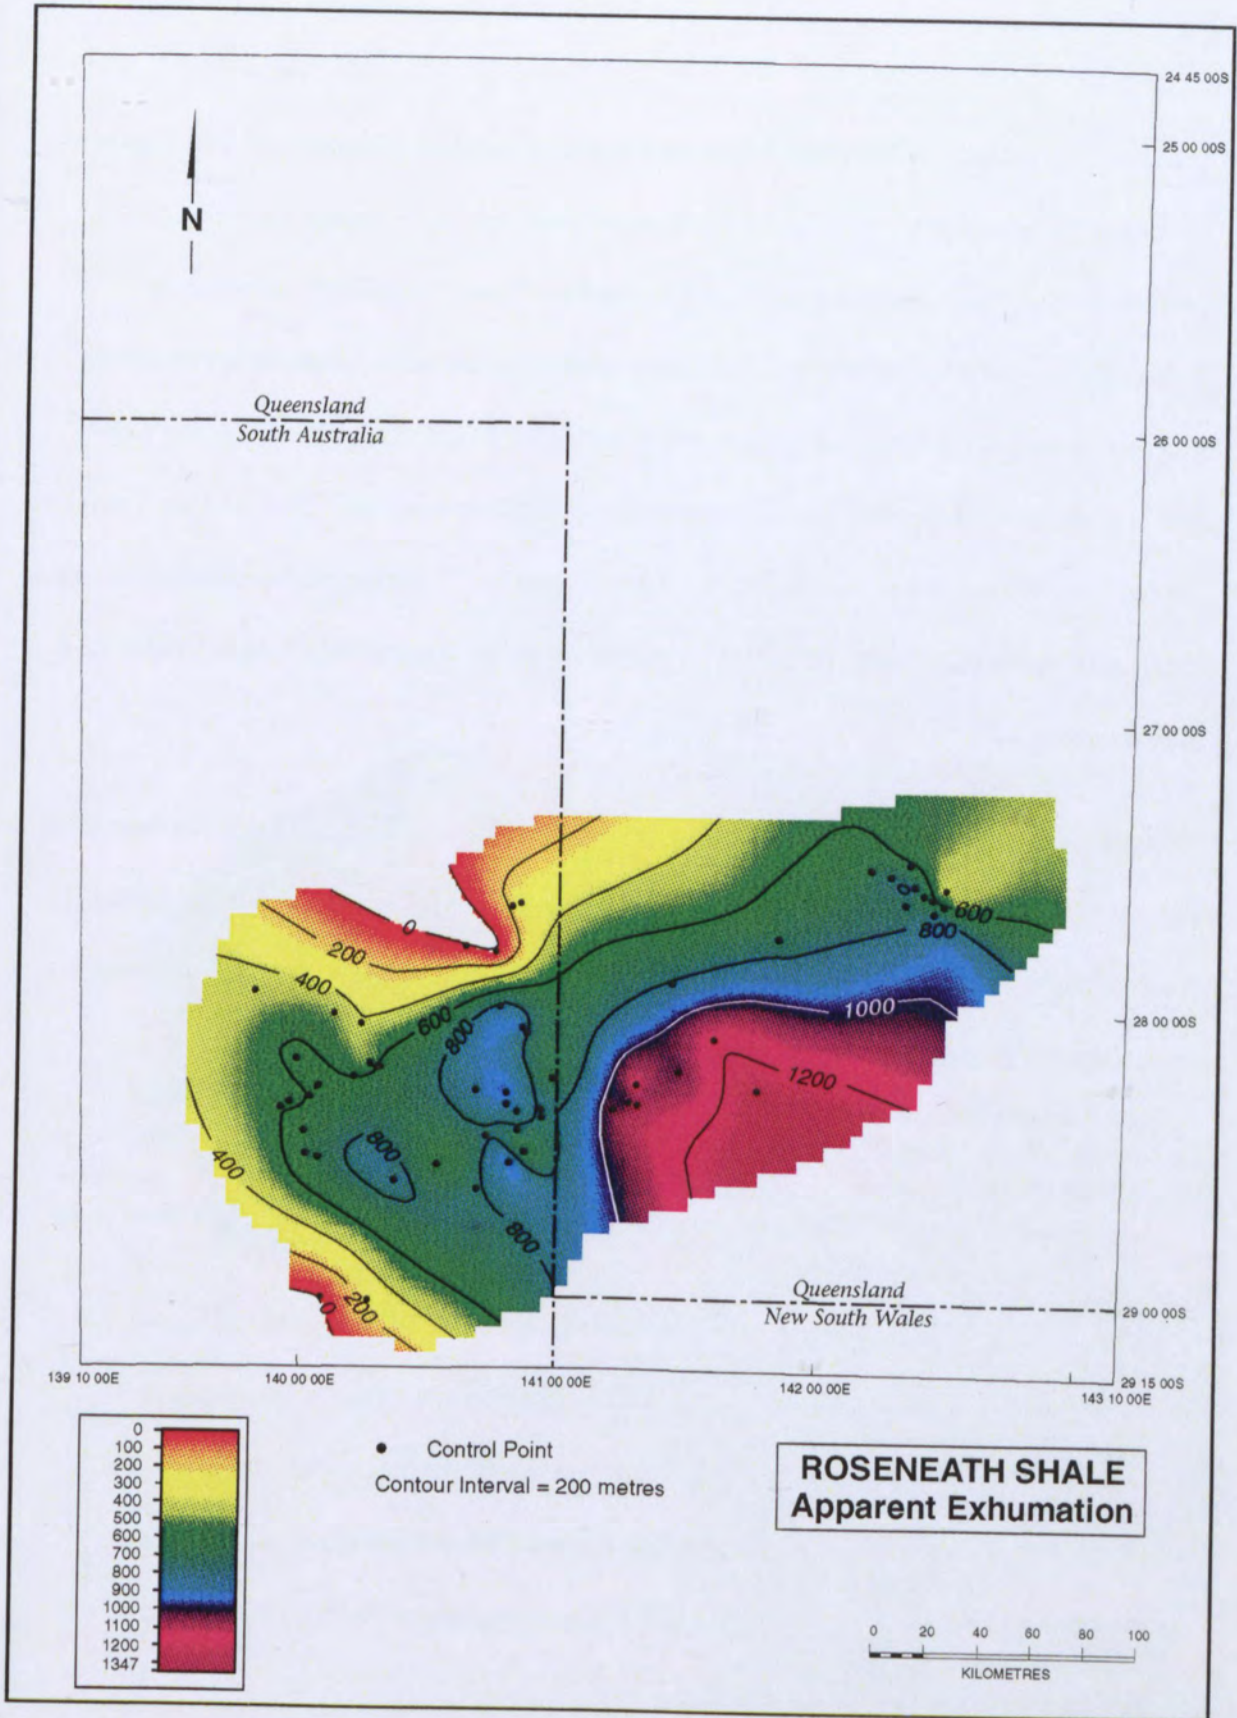 24 45 00S
25 00 00S
N
Queensland
South Australia
26 00 00S
27 00 00S
0
200
400
600
800
0
600
800
1000
28 00 00S
1200
800
400
800
0
200
Queensland
New South Wales
29 00 00S
29 15 00S
139 10 00E
140 00 00E
141 00 00E
142 00 00E
143 10 00E
0
100
200
300
400
500
600
700
800
900
1000
1100
1200
1347
Control Point
Contour Interval = 200 metres
ROSENEATH SHALE
Apparent Exhumation
0 20 40 60 80 100
KILOMETRES